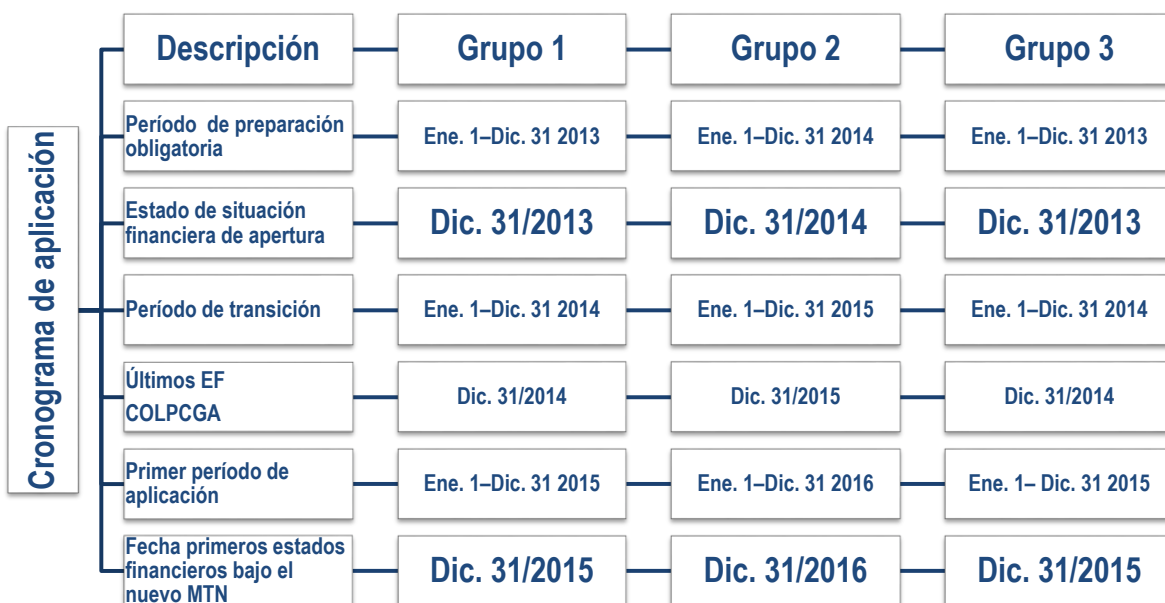 Cronograma de aplicación
Descripción
Grupo 1
Grupo 2
Grupo 3
Período de preparación
obligatoria
Ene. 1–Dic. 31 2013
Ene. 1–Dic. 31 2014
Ene. 1–Dic. 31 2013
Estado de situación
financiera de apertura
Dic. 31/2013
Dic. 31/2014
Dic. 31/2013
Período de transición
Ene. 1–Dic. 31 2014
Ene. 1–Dic. 31 2015
Ene. 1–Dic. 31 2014
Últimos EF
COLPCGA
Dic. 31/2014
Dic. 31/2015
Dic. 31/2014
Primer período de
aplicación
Ene. 1–Dic. 31 2015
Ene. 1–Dic. 31 2016
Ene. 1– Dic. 31 2015
Fecha primeros estados
financieros bajo el
nuevo MTN
Dic. 31/2015
Dic. 31/2016
Dic. 31/2015